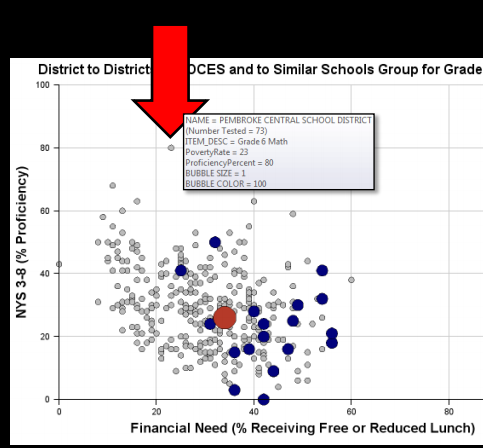 District to District OCES and to Similar Schools Group for Grade
NAME = PEMBROKE CENTRAL SCHOOL DISTRICT
(Number Tested = 73)
ITEM_DESC = Grade 6 Math
PovertyRate = 23
ProficiencyPercent = 80
BUBBLE SIZE = 1
BUBBLE COLOR = 100
NYS 3-8 (% Proficiency)
100
80
60
40
20
0
0 20 40 60 80
Financial Need (% Receiving Free or Reduced Lunch)